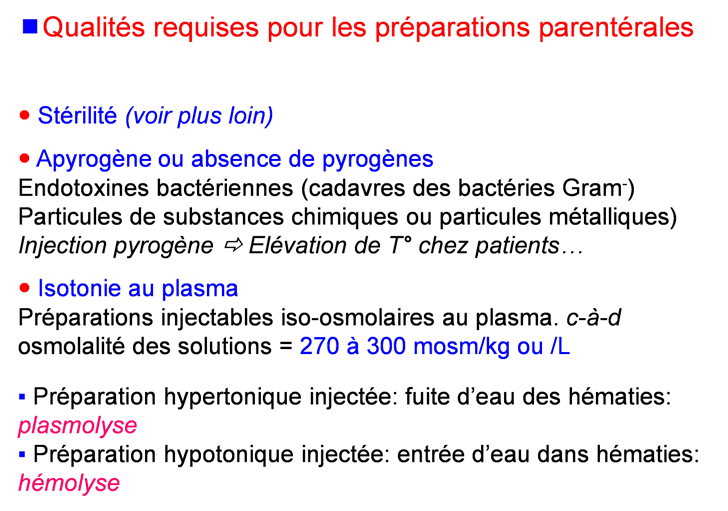 ■ Qualités requises pour les préparations parentérales
• Stérilité (voir plus loin)
• Apyrogène ou absence de pyrogènes
Endotoxines bactériennes (cadavres des bactéries Gram-)
Particules de substances chimiques ou particules métalliques)
Injection pyrogène ⇨ Elévation de T° chez patients…
• Isotonie au plasma
Préparations injectables iso-osmolaires au plasma. c-à-d
osmolalité des solutions = 270 à 300 mosm/kg ou /L
▪ Préparation hypertonique injectée: fuite d'eau des hématies:
plasmolyse
▪ Préparation hypotonique injectée: entrée d'eau dans hématies:
hémolyse